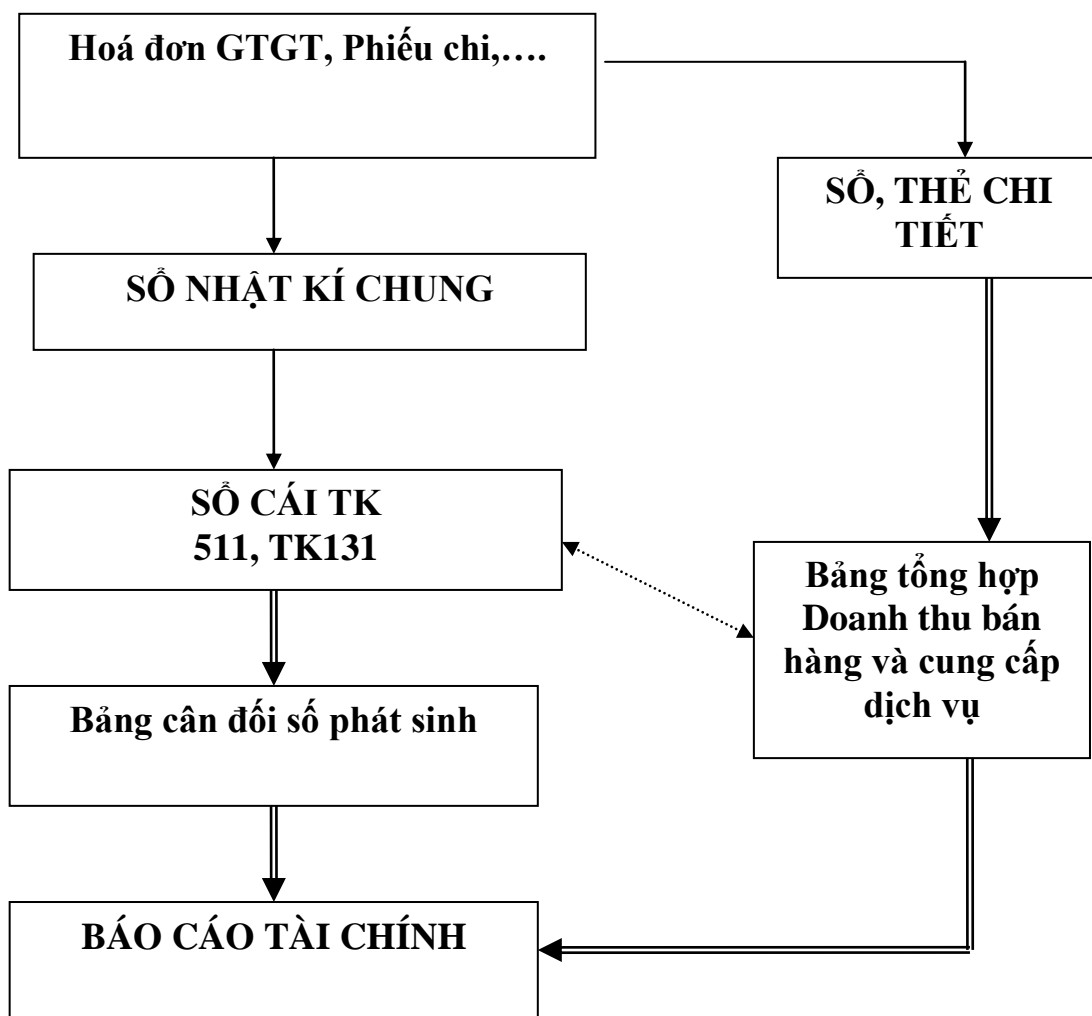 Hoá đơn GTGT, Phiếu chi,….
SỔ, THẺ CHI
TIẾT
SỔ NHẬT KÍ CHUNG
SỔ CÁI TK
511, TK131
Bảng tổng hợp
Doanh thu bán
hàng và cung cấp
dịch vụ
Bảng cân đối số phát sinh
BÁO CÁO TÀI CHÍNH